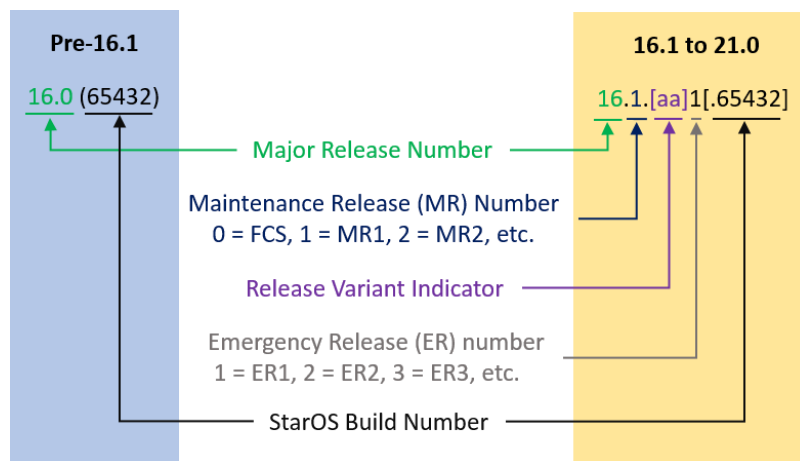 Pre-16.1
16.1 to 21.0
16.0 (65432)
16.1.[aa]1[.65432]
Major Release Number
Maintenance Release (MR) Number
0 = FCS, 1 = MR1, 2 = MR2, etc.
Release Variant Indicator
Emergency Release (ER) number
1 = ER1, 2 = ER2, 3 = ER3, etc.
StarOS Build Number